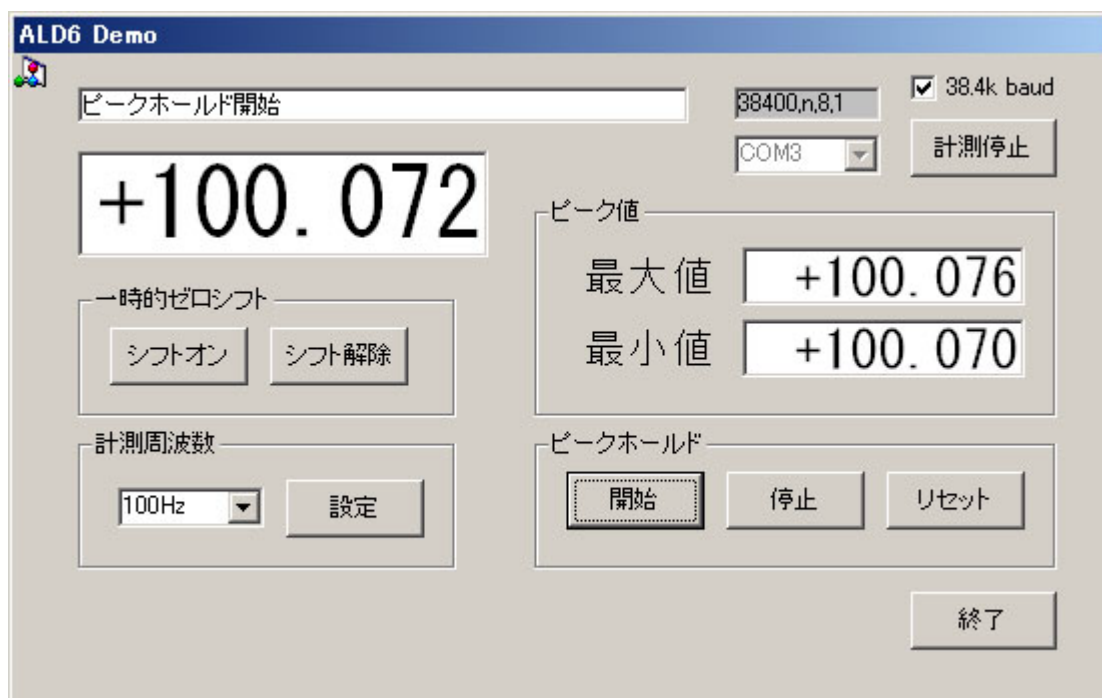 ALD6 Demo
ピークホールド開始
38400,n,8,1
38.4k baud
COM3
計測停止
+100.072
ピーク値
最大値
+100.076
最小値
+100.070
一時的ゼロシフト
シフトオン
シフト解除
計測周波数
100Hz
設定
ピークホールド
開始
停止
リセット
終了